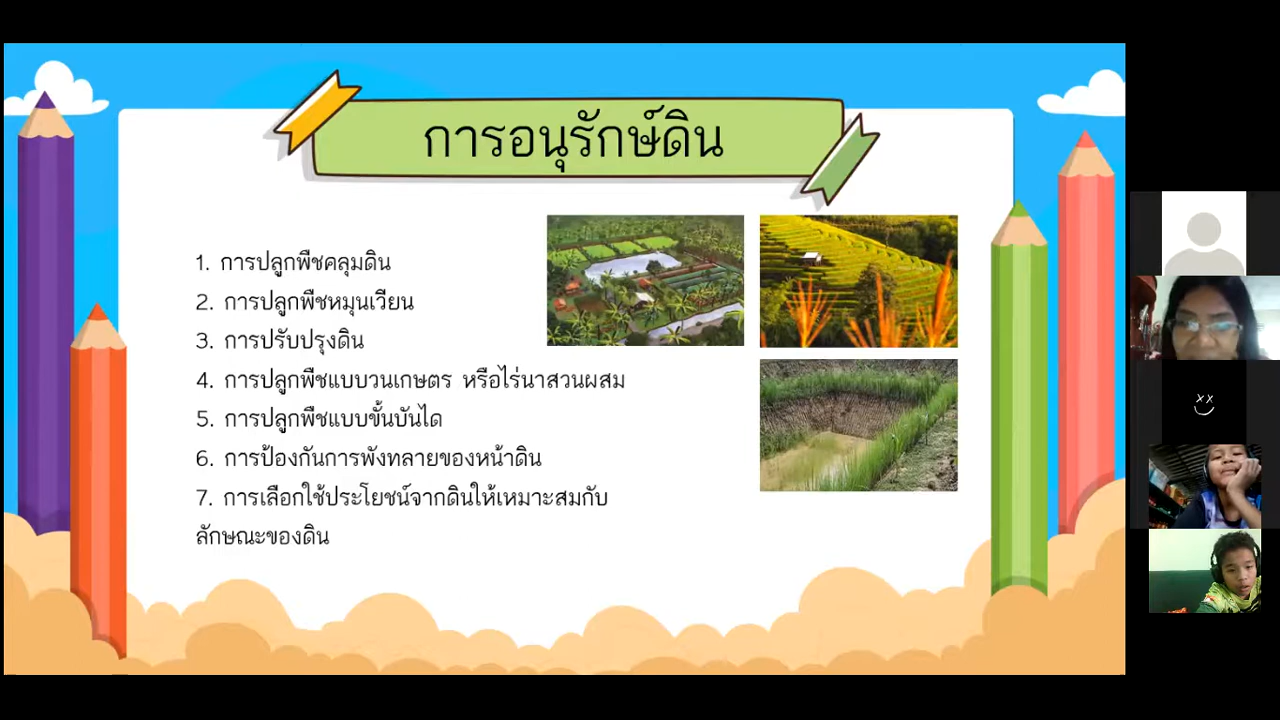 การอนุรักษ์ดิน
1. การปลูกพืชคลุมดิน
2. การปลูกพืชหมุนเวียน
3. การปรับปรุงดิน
4. การปลูกพืชแบบวนเกษตร หรือไร่นาสวนผสม
5. การปลูกพืชแบบขั้นบันได
6. การป้องกันการพังทลายของหน้าดิน
7. การเลือกใช้ประโยชน์จากดินให้เหมาะสมกับ
ลักษณะของดิน